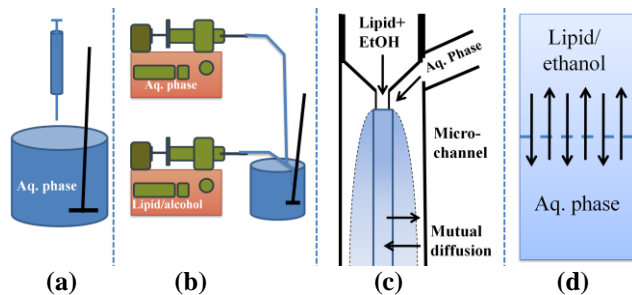 Aq. phase
(a)
Aq. phase
Lipid/alcohol
(b)
Lipid+
EtOH
Aq. Phase
Micro-
channel
Mutual
diffusion
(c)
Lipid/
ethanol
Aq. phase
(d)